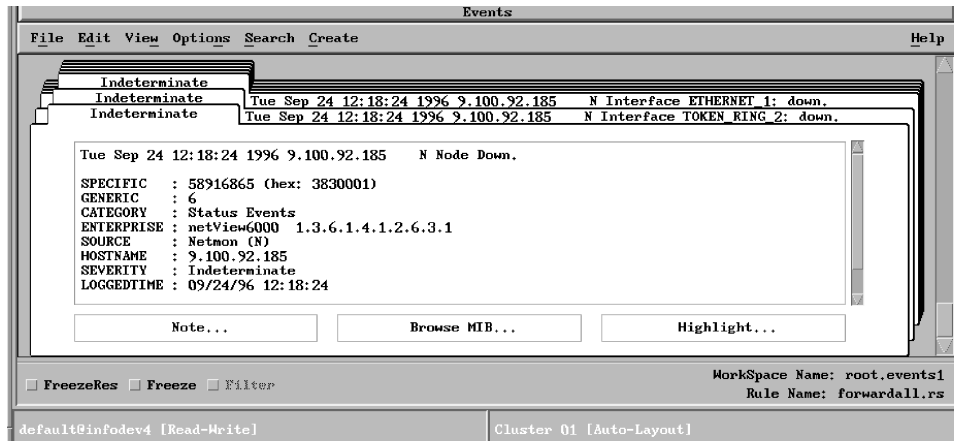 Events
File Edit View Options Search Create Help
Indeterminate
Indeterminate Tue Sep 24 12:18:24 1996 9.100.92.185 N Interface ETHERNET_1: down.
Indeterminate Tue Sep 24 12:18:24 1996 9.100.92.185 N Interface TOKEN_RING_2: down.
Tue Sep 24 12:18:24 1996 9.100.92.185 N Node Down.
SPECIFIC : 58916865 (hex: 3830001)
GENERIC : 6
CATEGORY : Status Events
ENTERPRISE : netView6000 1.3.6.1.4.1.2.6.3.1
SOURCE : Netmon (N)
HOSTNAME : 9.100.92.185
SEVERITY : Indeterminate
LOGGEDTIME : 09/24/96 12:18:24
Note... Browse MIB... Highlight...
WorkSpace Name: root.events1
FreezeRes Freeze Filter
Rule Name: forwardall.rs
default@infodev4 [Read-Write] Cluster 01 [Auto-Layout]